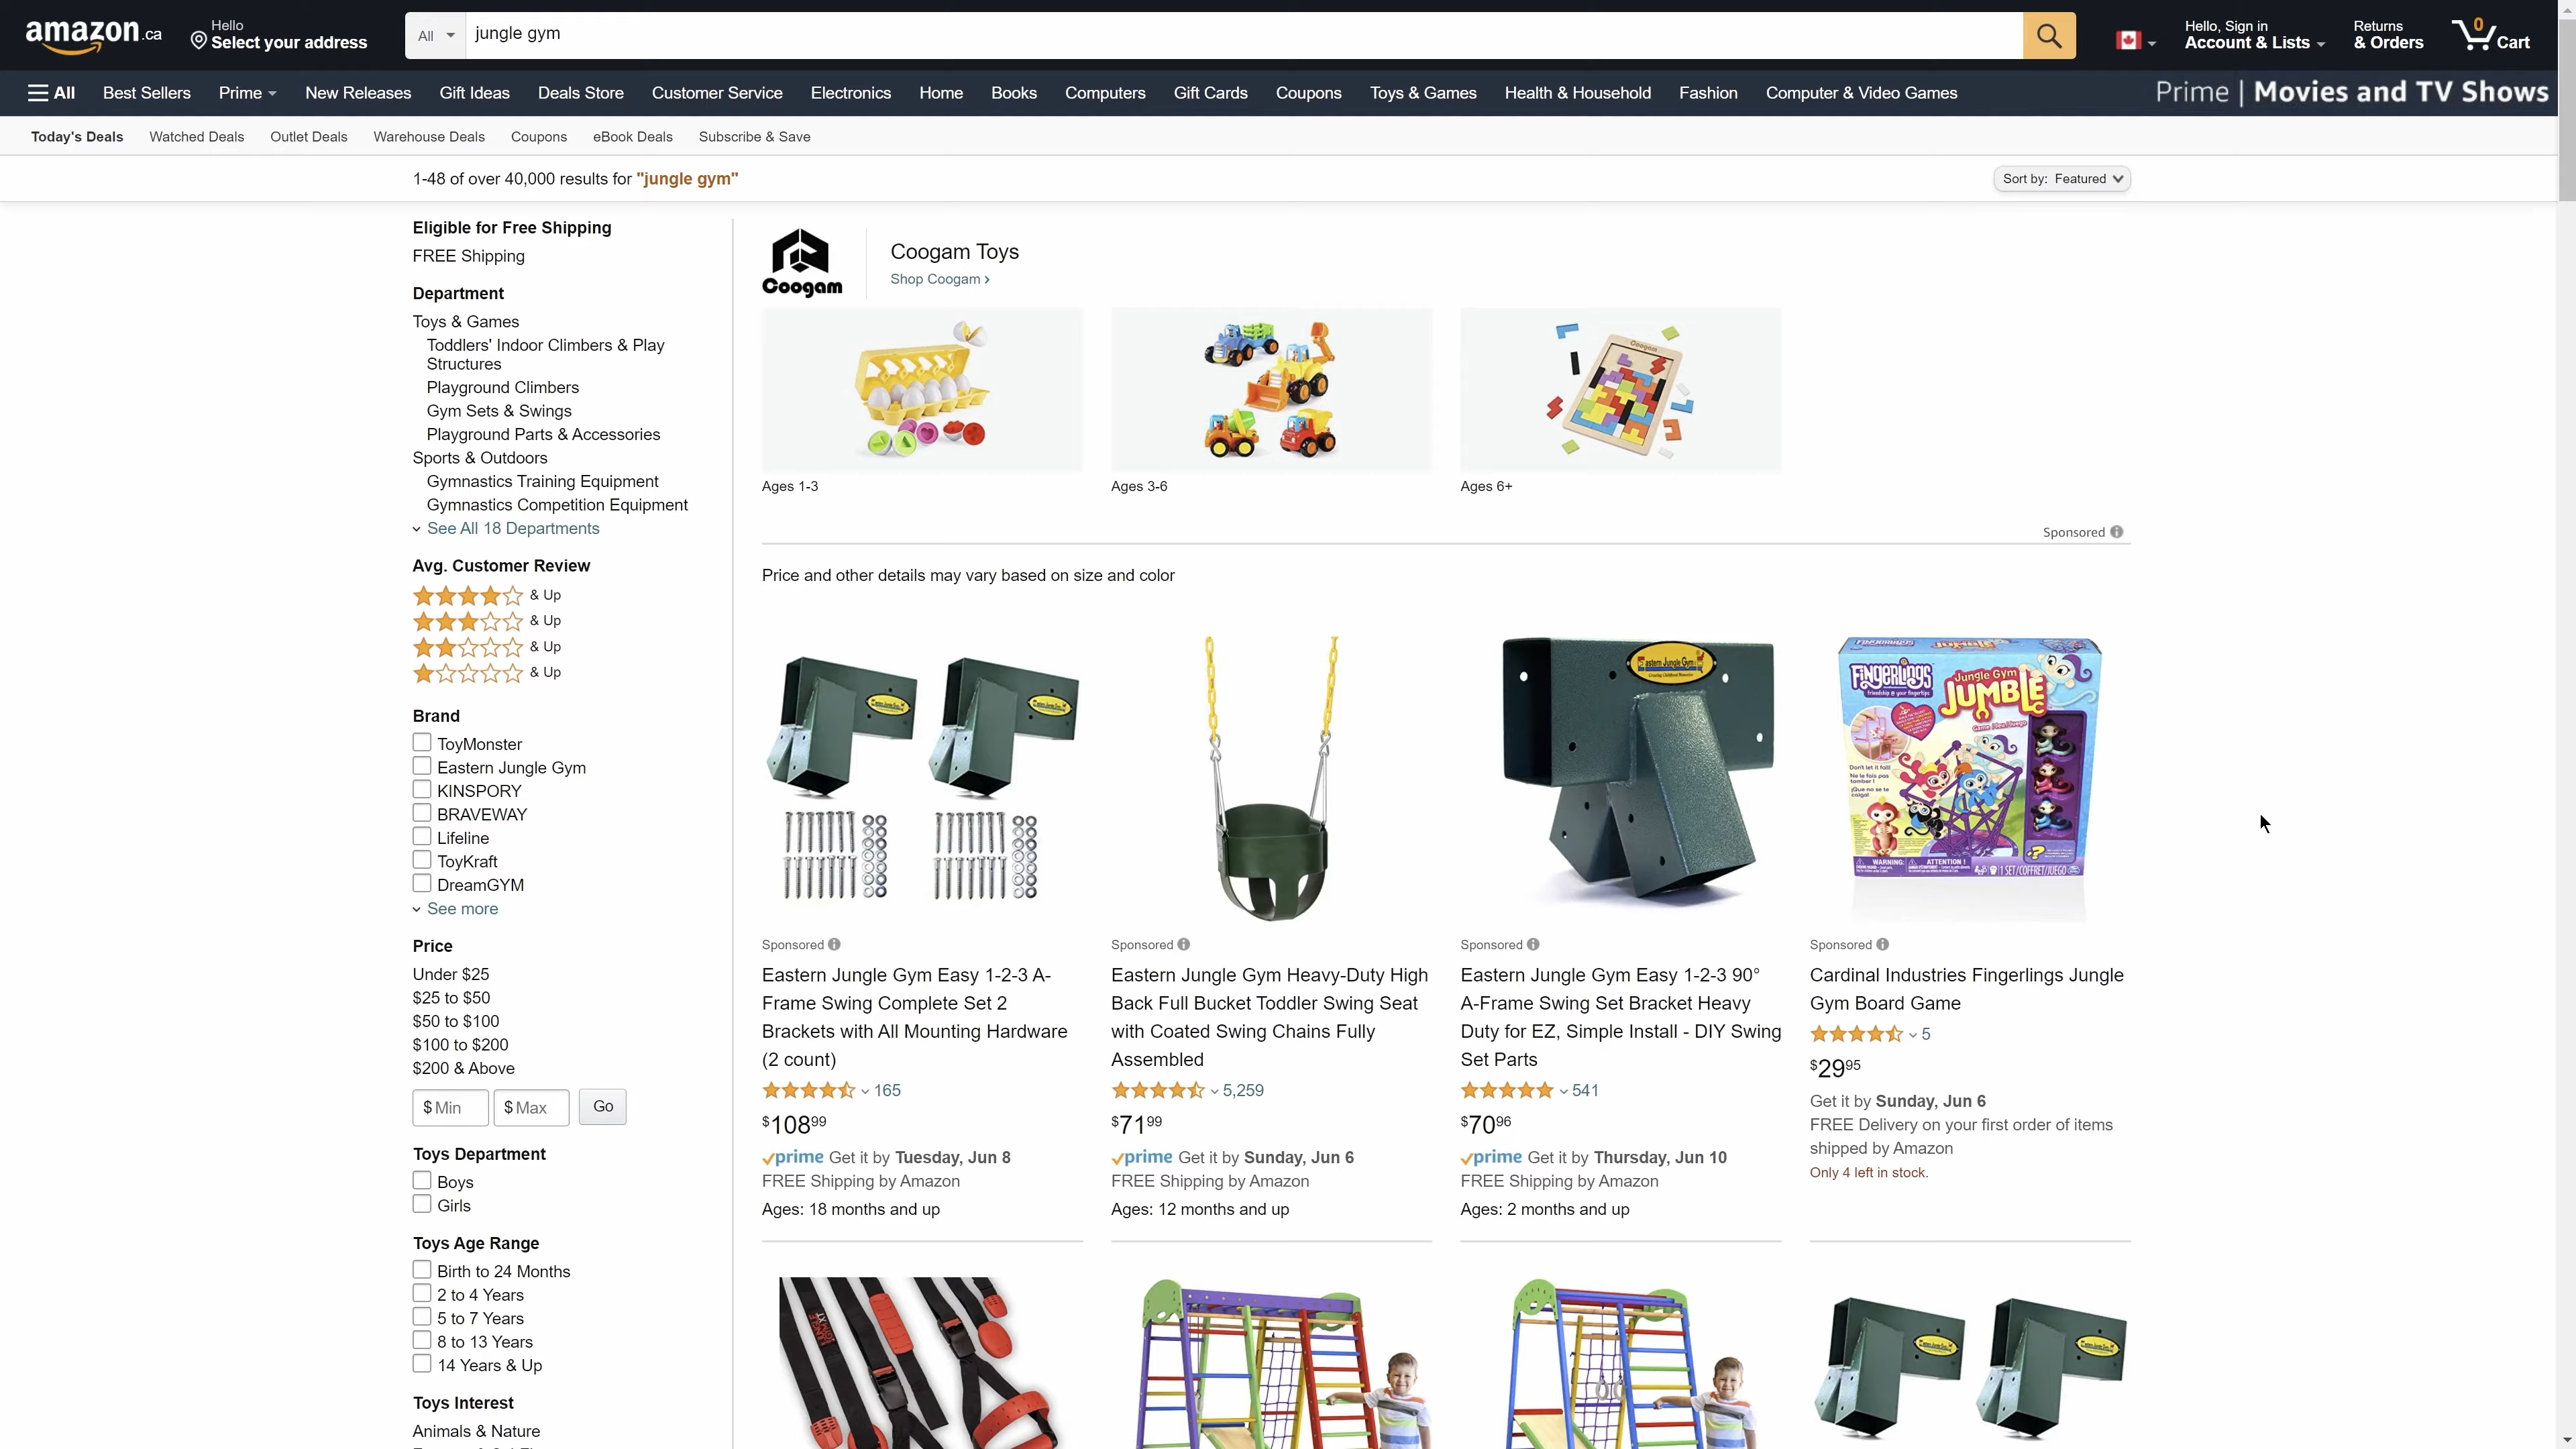 amazon.ca
Hello
Select your address
All
jungle gym
Hello, Sign in
Account & Lists
Returns
& Orders
0
Cart
All
Best Sellers
Prime
New Releases
Gift Ideas
Deals Store
Customer Service
Electronics
Home
Books
Computers
Gift Cards
Coupons
Toys & Games
Health & Household
Fashion
Computer & Video Games
Prime | Movies and TV Shows
Today's Deals
Watched Deals
Outlet Deals
Warehouse Deals
Coupons
eBook Deals
Subscribe & Save
1-48 of over 40,000 results for "jungle gym"
Sort by: Featured
Eligible for Free Shipping
FREE Shipping
Department
Toys & Games
Toddlers' Indoor Climbers & Play
Structures
Playground Climbers
Gym Sets & Swings
Playground Parts & Accessories
Sports & Outdoors
Gymnastics Training Equipment
Gymnastics Competition Equipment
See All 18 Departments
Avg. Customer Review
& Up
& Up
& Up
& Up
Brand
ToyMonster
Eastern Jungle Gym
KINSPORY
BRAVEWAY
Lifeline
ToyKraft
DreamGYM
See more
Price
Under $25
$25 to $50
$50 to $100
$100 to $200
$200 & Above
$ Min
$ Max
Go
Toys Department
Boys
Girls
Toys Age Range
Birth to 24 Months
2 to 4 Years
5 to 7 Years
8 to 13 Years
14 Years & Up
Toys Interest
Animals & Nature
Coogam
Coogam Toys
Shop Coogam ›
Coogam
Ages 1-3
Ages 3-6
Ages 6+
Sponsored
Price and other details may vary based on size and color
Sponsored
Eastern Jungle Gym Easy 1-2-3 A-
Frame Swing Complete Set 2
Brackets with All Mounting Hardware
(2 count)
165
$108.99
prime Get it by Tuesday, Jun 8
FREE Shipping by Amazon
Ages: 18 months and up
Sponsored
Eastern Jungle Gym Heavy-Duty High
Back Full Bucket Toddler Swing Seat
with Coated Swing Chains Fully
Assembled
5,259
$71.99
prime Get it by Sunday, Jun 6
FREE Shipping by Amazon
Ages: 12 months and up
Eastern Jungle Gym
Sponsored
Eastern Jungle Gym Easy 1-2-3 90°
A-Frame Swing Set Bracket Heavy
Duty for EZ, Simple Install - DIY Swing
Set Parts
541
$70.96
prime Get it by Thursday, Jun 10
FREE Shipping by Amazon
Ages: 2 months and up
FINGERLINGS
Jungle Gym
JUMBLE
Don't let it fall!
WARNING:
ATTENTION !
1 SET/COFFRET/JUEGO
Sponsored
Cardinal Industries Fingerlings Jungle
Gym Board Game
5
$29.95
Get it by Sunday, Jun 6
FREE Delivery on your first order of items
shipped by Amazon
Only 4 left in stock.